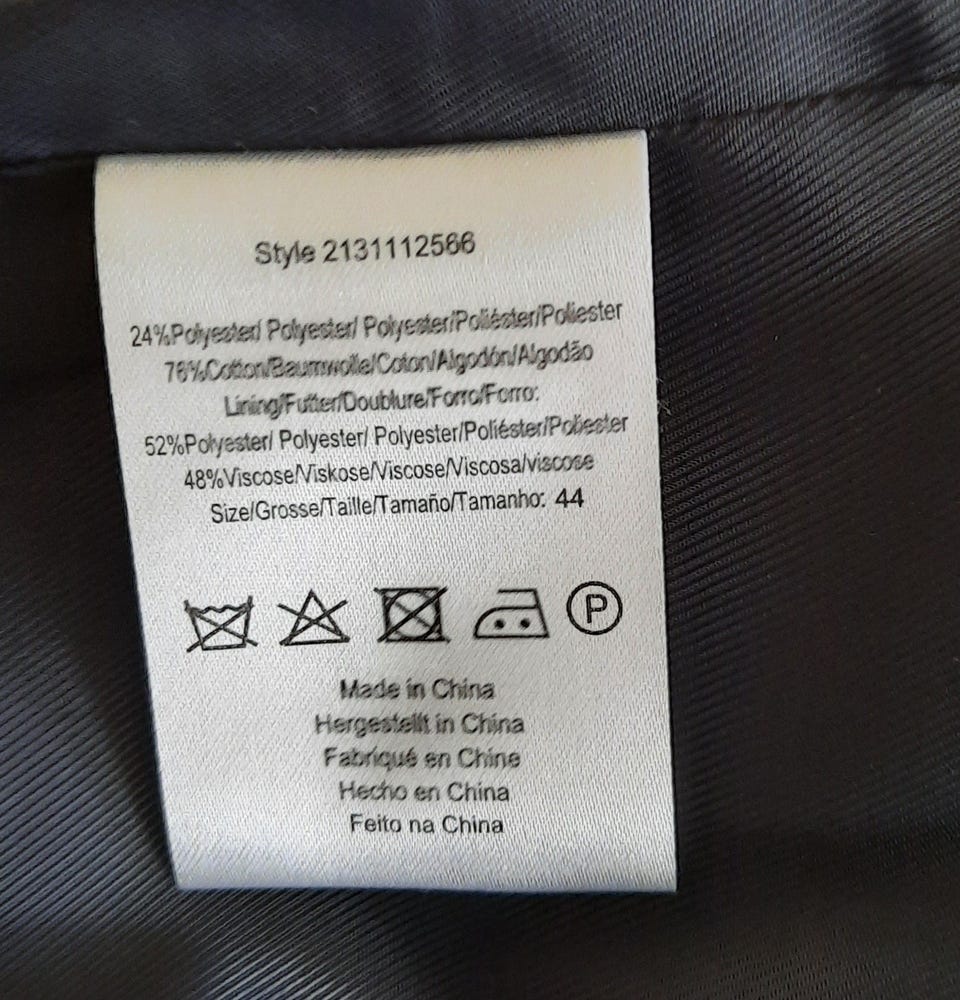 Style 2131112566
24%Polyester/ Polyester/ Polyester/Poliéster/Poliester
76%Cotton/Baumwolle/Coton/Algodón/Algodão
Lining/Futter/Doublure/Forro/Forro:
52%Polyester/ Polyester/ Polyester/Poliéster/Poliester
48%Viscose/Viskose/Viscose/Viscosa/viscose
Size/Grosse/Taille/Tamaño/Tamanho: 44
P
Made in China
Hergestellt in China
Fabriqué en Chine
Hecho en China
Feito na China